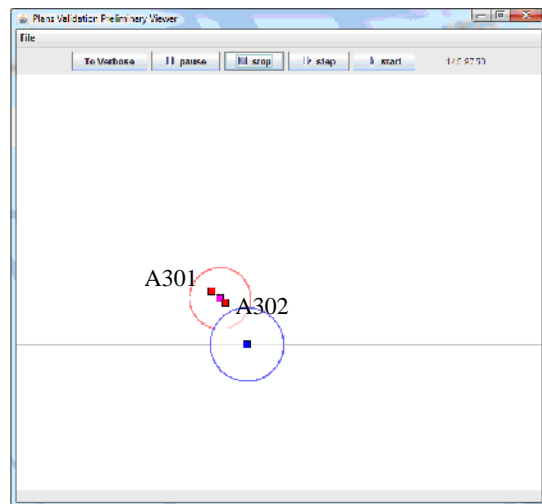 Plans Validation Preliminary Viewer
File
To Verbose pause stop step start
A301
A302